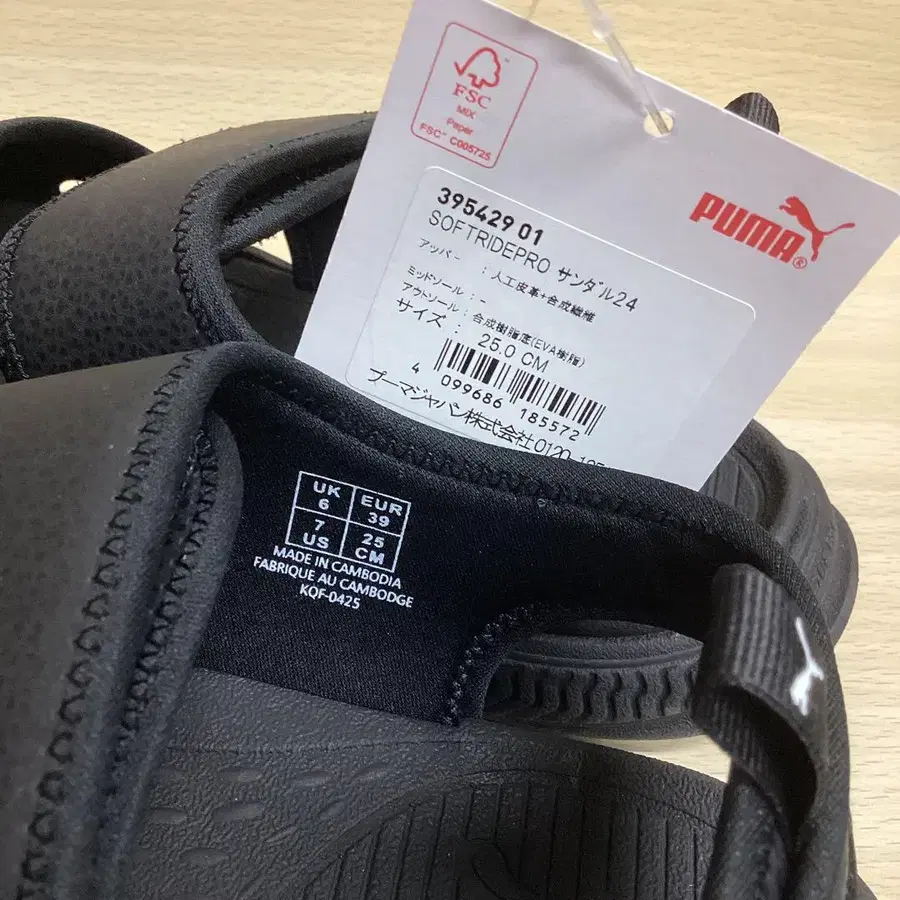 FSC
MIX
Paper
FSC™ C005725
PUMA®
395429 01
SOFTRIDEPRO サンダル24
アッパー : 人工皮革+合成繊維
ミッドソール : -
アウトソール : 合成樹脂底(EVA樹脂)
サイズ : 25.0 CM
4 099686 185572
プーマジャパン株式会社0120-
UK 6 EUR 39
7 US 25 CM
MADE IN CAMBODIA
FABRIQUE AU CAMBODGE
KQF-0425